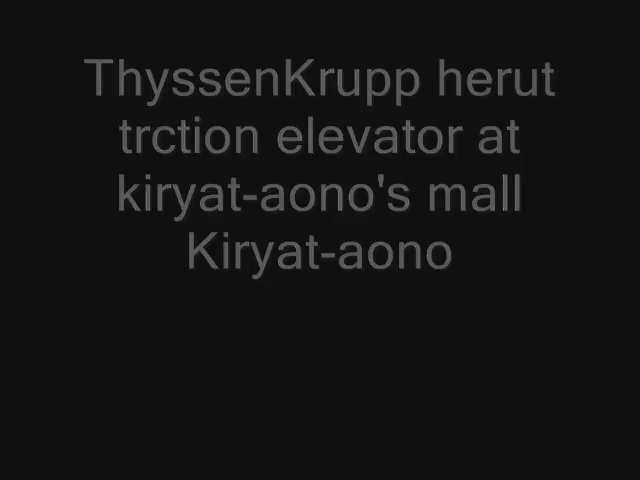 ThyssenKrupp herut
trction elevator at
kiryat-aono's mall
Kiryat-aono